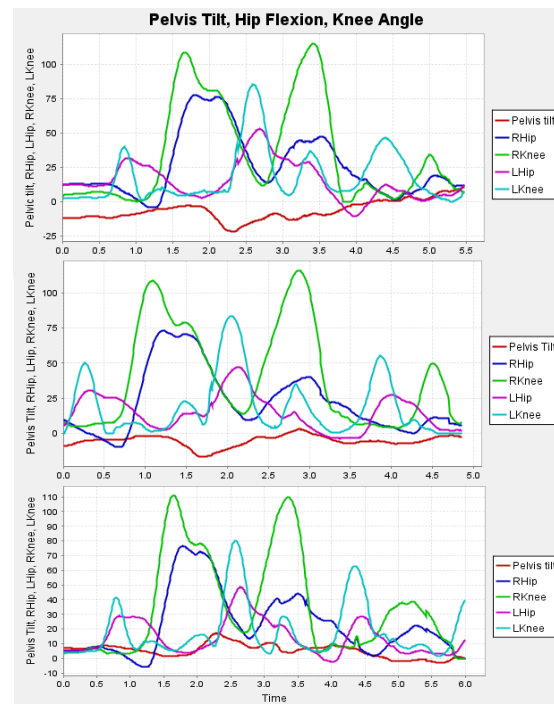 Pelvis Tilt, Hip Flexion, Knee Angle
Pelvic tilt, RHip, LHip, RKnee, LKnee
100
75
50
25
0
-25
0.0 0.5 1.0 1.5 2.0 2.5 3.0 3.5 4.0 4.5 5.0 5.5
Pelvis tilt
RHip
RKnee
LHip
LKnee
Pelvis Tilt, RHip, LHip, RKnee, LKnee
100
75
50
25
0
0.0 0.5 1.0 1.5 2.0 2.5 3.0 3.5 4.0 4.5 5.0
Pelvis Tilt
RHip
RKnee
LHip
LKnee
Pelvis Tilt, RHip, LHip, RKnee, LKnee
110
100
90
80
70
60
50
40
30
20
10
0
-10
0.0 0.5 1.0 1.5 2.0 2.5 3.0 3.5 4.0 4.5 5.0 5.5 6.0
Time
Pelvis tilt
RHip
RKnee
LHip
LKnee